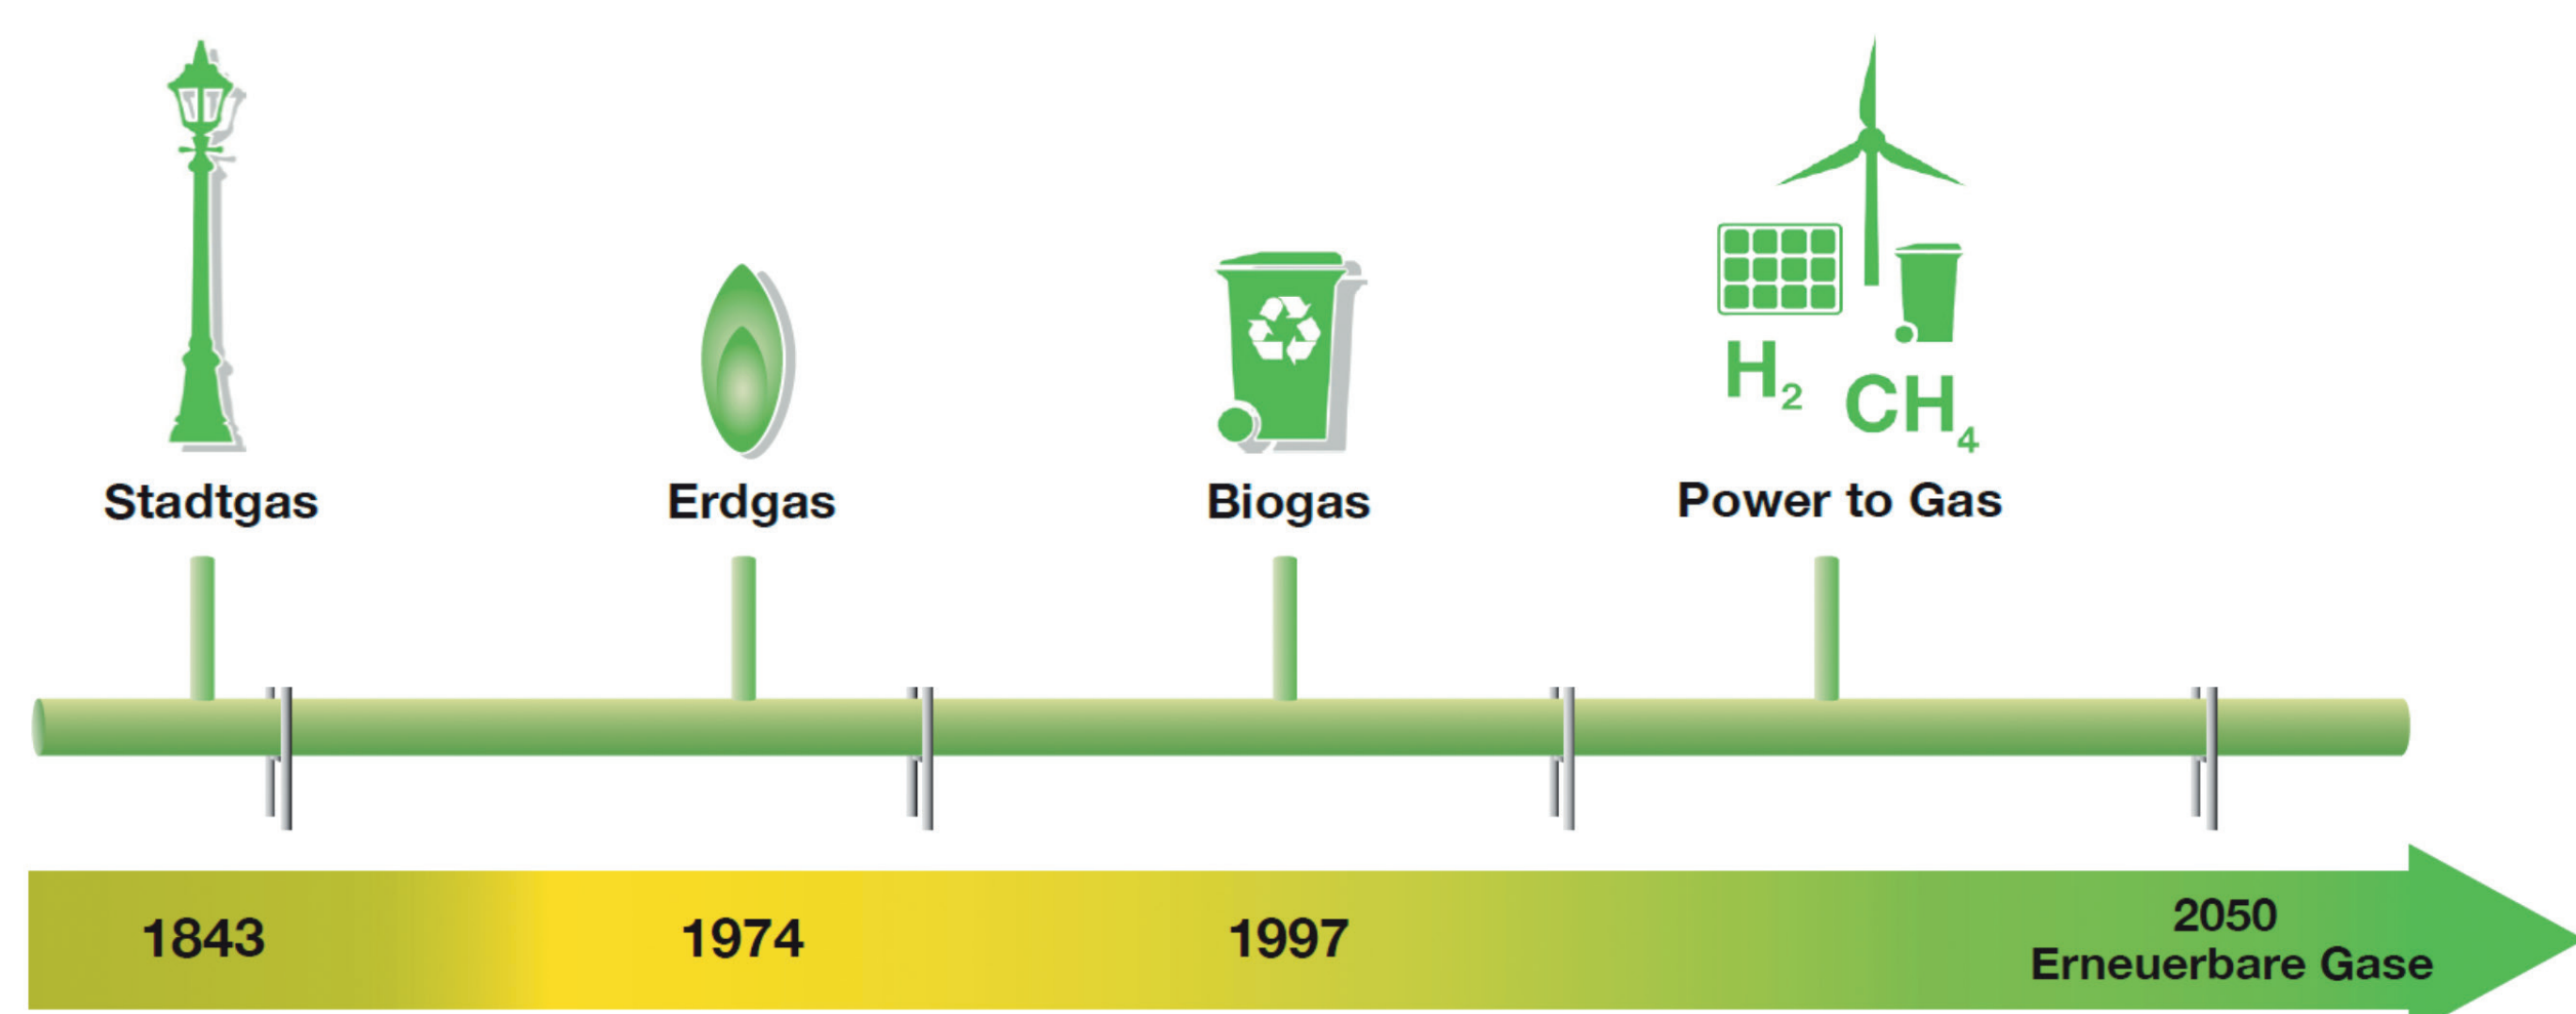 H₂
CH₄
Stadtgas
Erdgas
Biogas
Power to Gas
1843
1974
1997
2050
Erneuerbare Gase